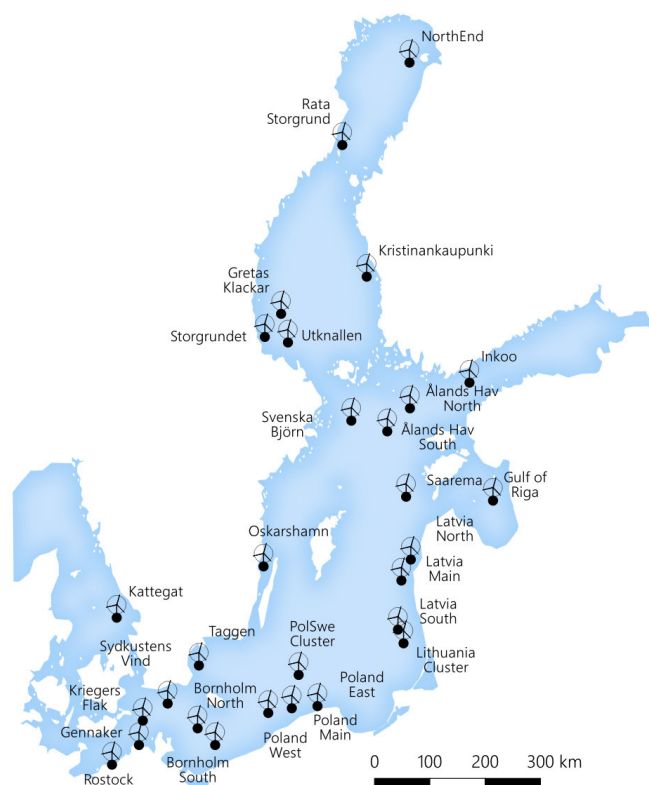 NorthEnd
Rata
Storgrund
Kristinankaupunki
Gretas
Klackar
Storgrundet
Utknallen
Inkoo
Ålands Hav
North
Svenska
Björn
Ålands Hav
South
Saarema
Gulf of
Riga
Latvia
North
Oskarshamn
Latvia
Main
Kattegat
Latvia
South
Taggen
PolSwe
Cluster
Sydkustens
Vind
Lithuania
Cluster
Kriegers
Flak
Bornholm
North
Poland
East
Gennaker
Poland
West
Poland
Main
Rostock
Bornholm
South
0 100 200 300 km